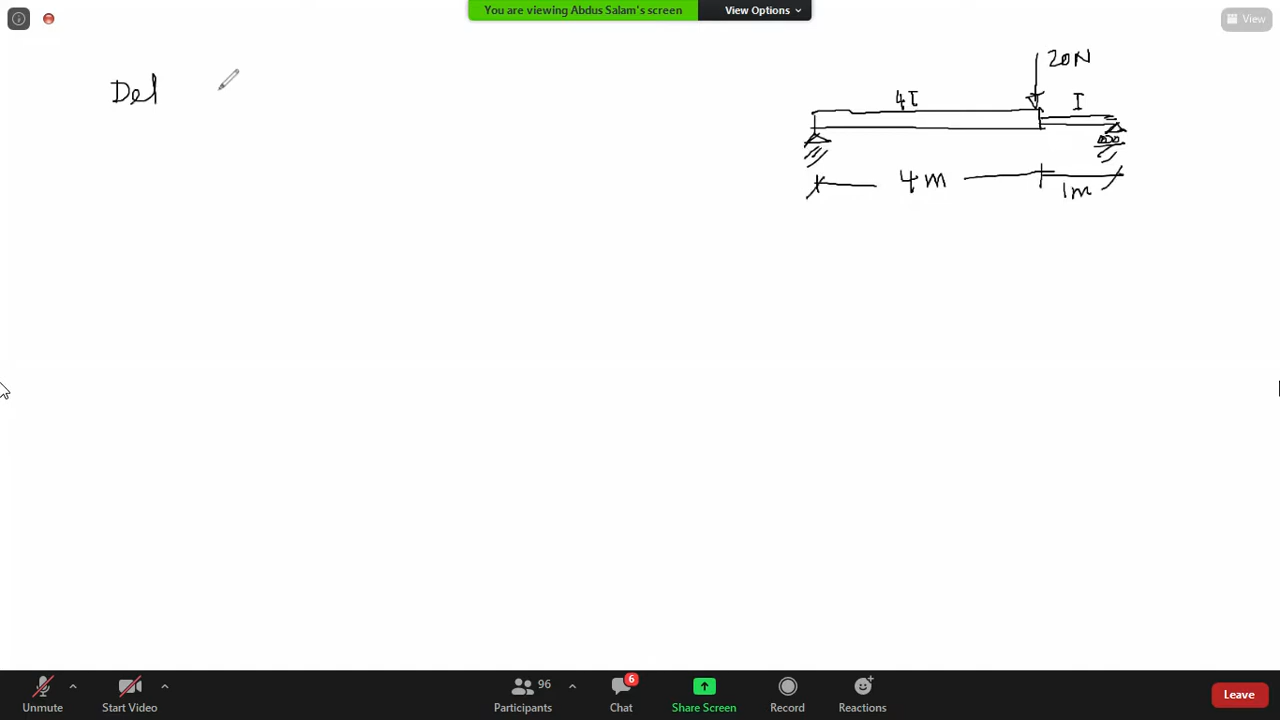 You are viewing Abdus Salam's screen
View Options
View
Del
20N
4I
I
4m
1m
Unmute
Start Video
96
Participants
6
Chat
Share Screen
Record
Reactions
Leave